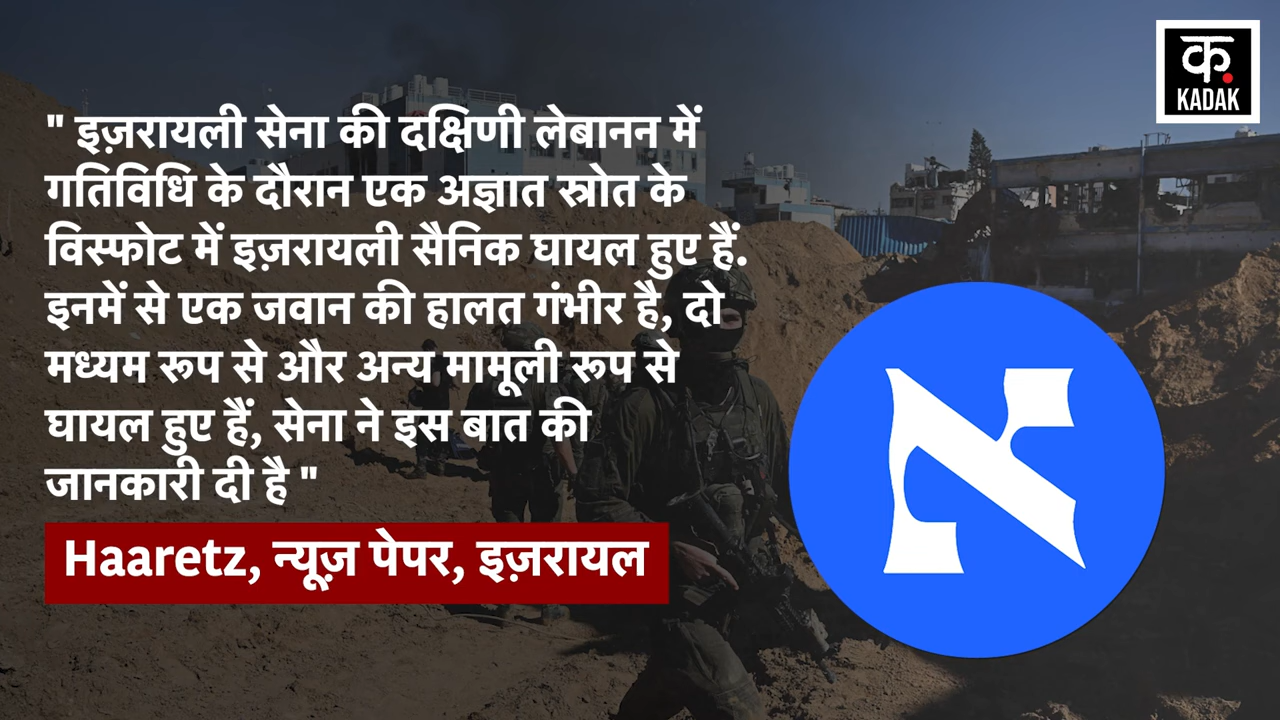 क.
KADAK
" इज़रायली सेना की दक्षिणी लेबानन में
गतिविधि के दौरान एक अज्ञात स्रोत के
विस्फोट में इज़रायली सैनिक घायल हुए हैं.
इनमें से एक जवान की हालत गंभीर है, दो
मध्यम रूप से और अन्य मामूली रूप से
घायल हुए हैं, सेना ने इस बात की
जानकारी दी है "
Haaretz, न्यूज़ पेपर, इज़रायल
א